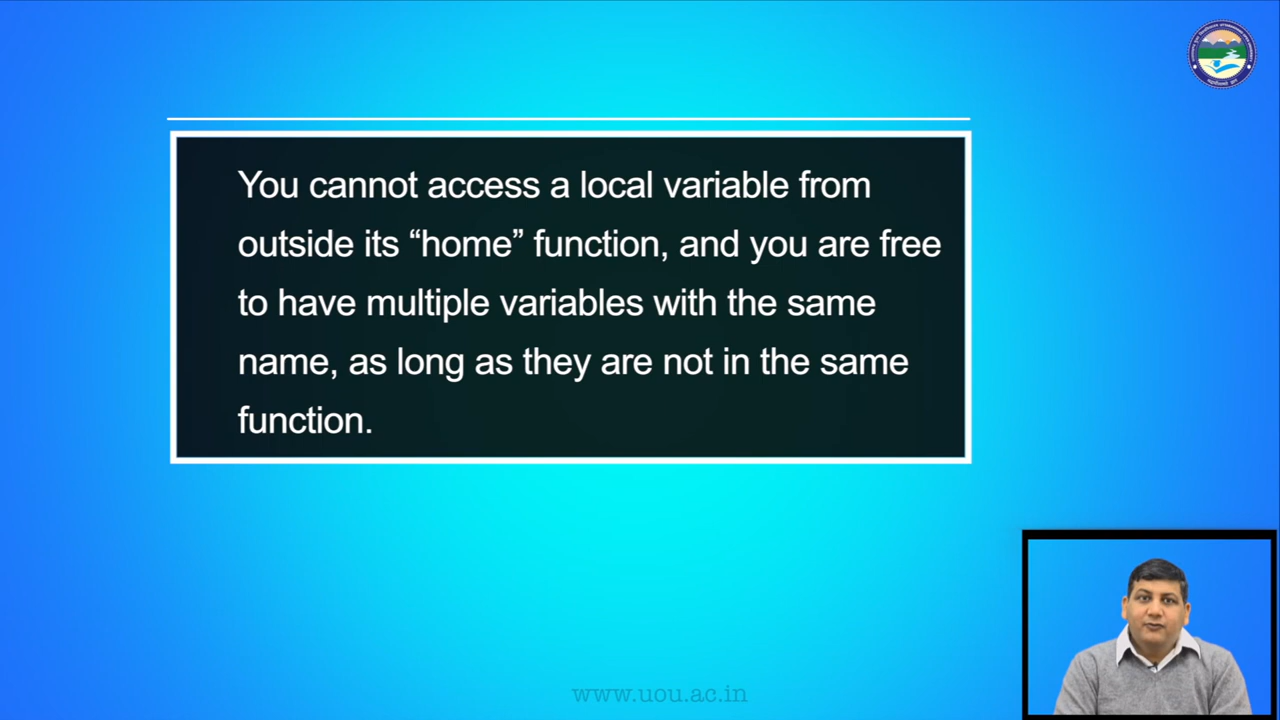 You cannot access a local variable from
outside its “home” function, and you are free
to have multiple variables with the same
name, as long as they are not in the same
function.
www.uou.ac.in